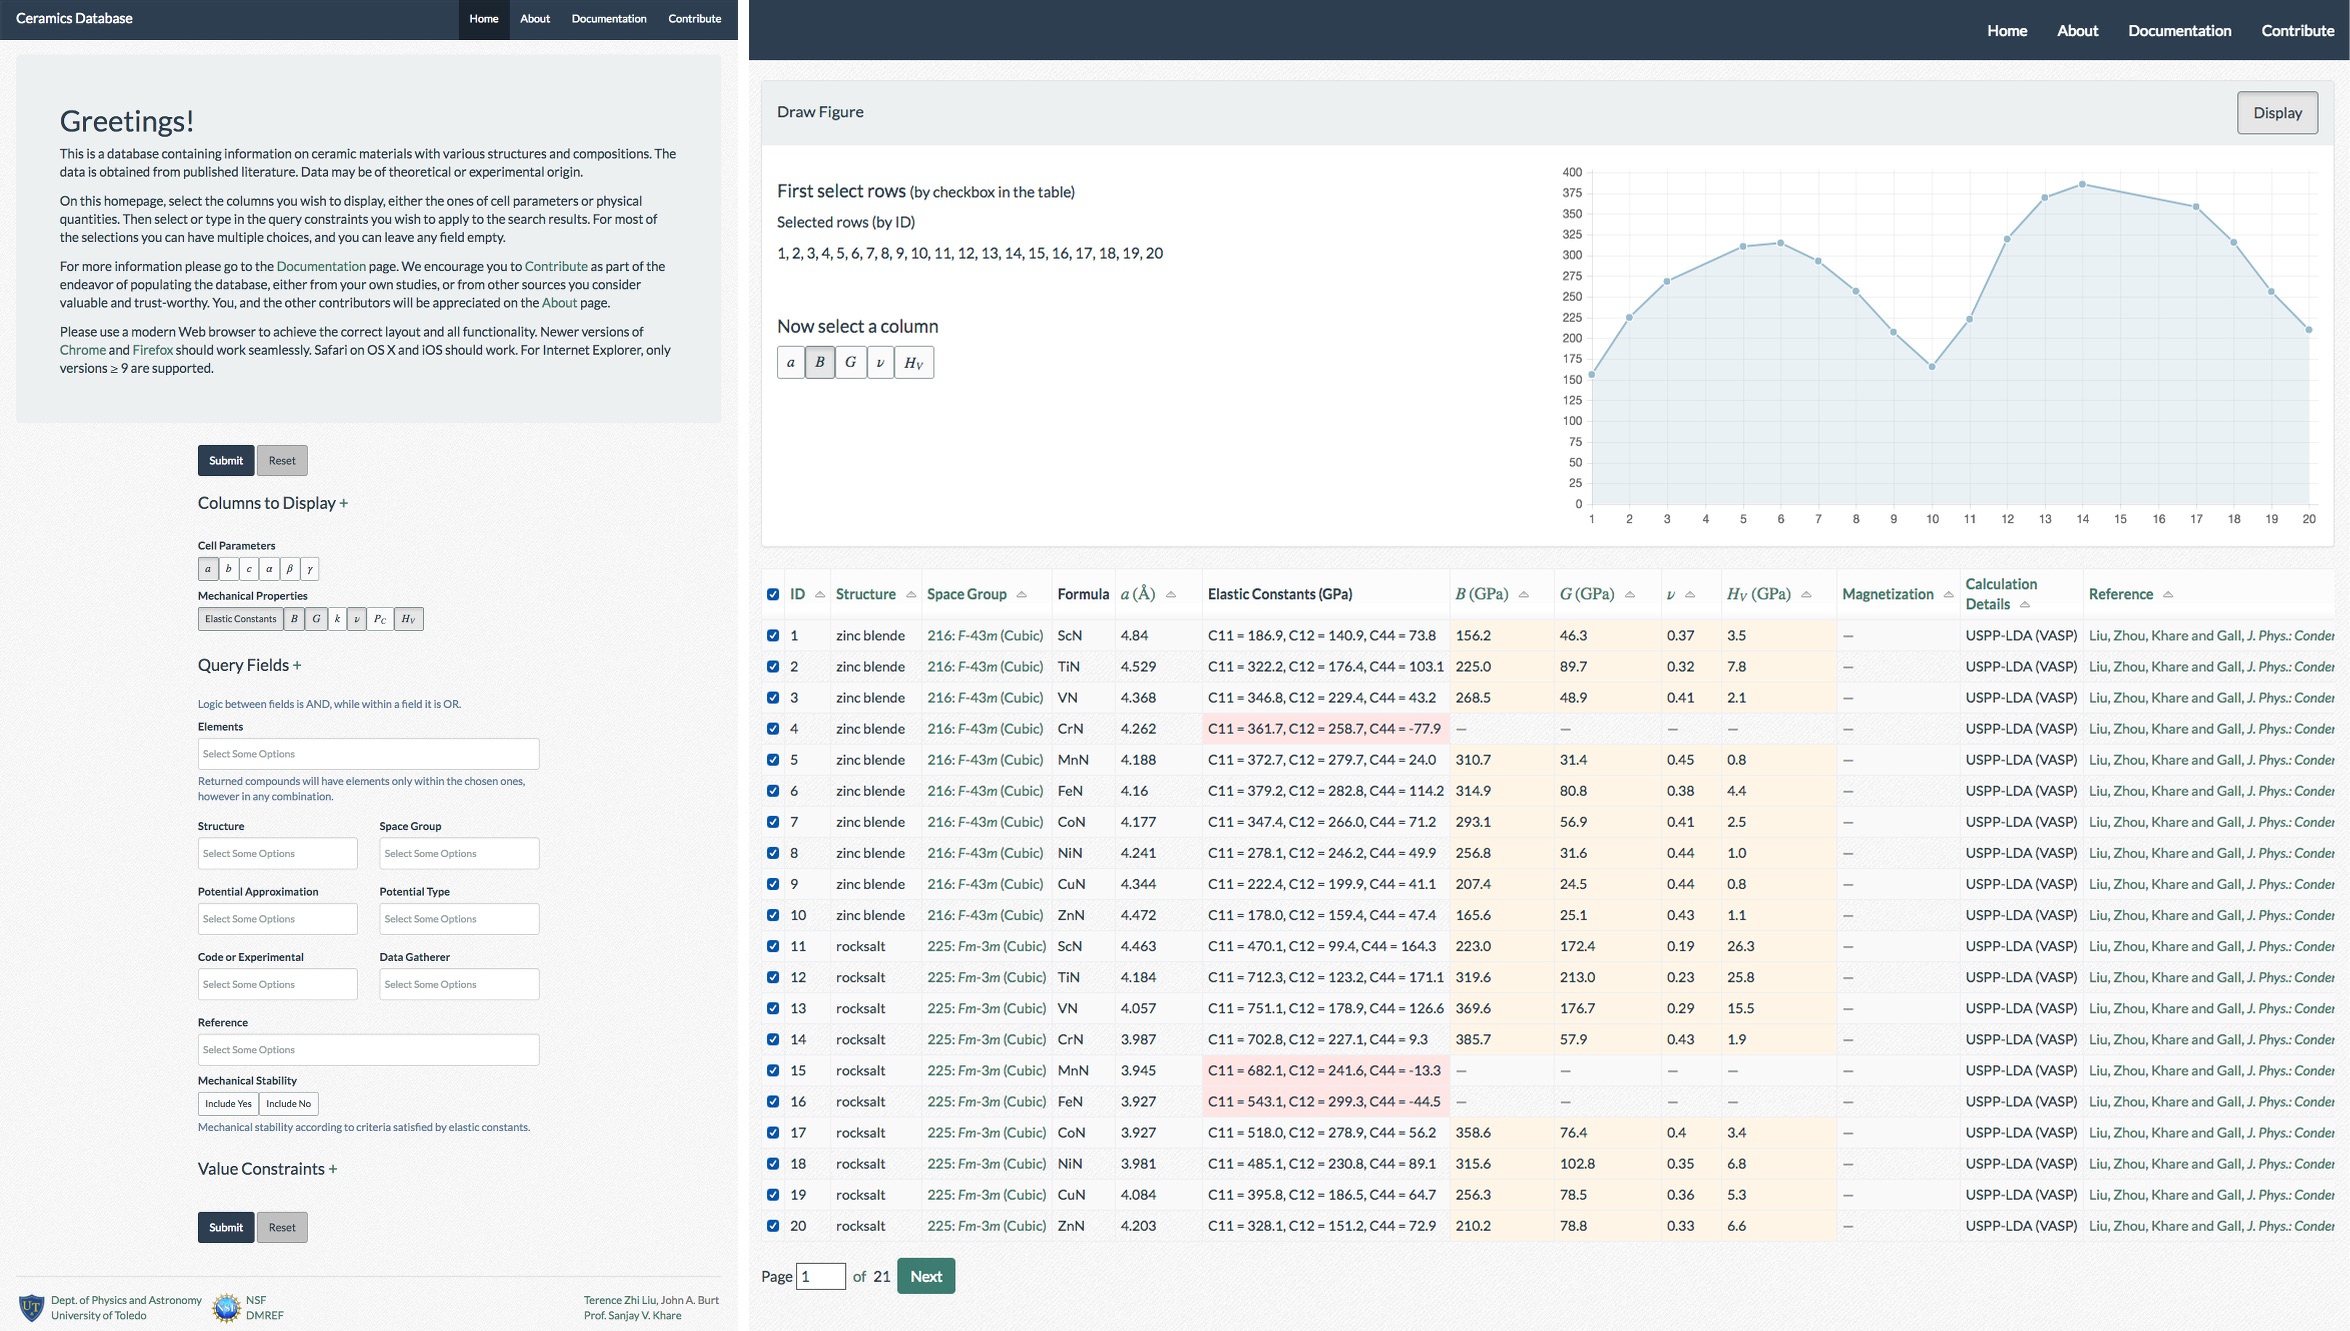 Ceramics Database
Home About Documentation Contribute
Greetings!
This is a database containing information on ceramic materials with various structures and compositions. The
data is obtained from published literature. Data may be of theoretical or experimental origin.
On this homepage, select the columns you wish to display, either the ones of cell parameters or physical
quantities. Then select or type in the query constraints you wish to apply to the search results. For most of
the selections you can have multiple choices, and you can leave any field empty.
For more information please go to the Documentation page. We encourage you to Contribute as part of the
endeavor of populating the database, either from your own studies, or from other sources you consider
valuable and trust-worthy. You, and the other contributors will be appreciated on the About page.
Please use a modern Web browser to achieve the correct layout and all functionality. Newer versions of
Chrome and Firefox should work seamlessly. Safari on OS X and iOS should work. For Internet Explorer, only
versions ≥ 9 are supported.
Submit Reset
Columns to Display +
Cell Parameters
a b c α β γ
Mechanical Properties
Elastic Constants B G k ν PC HV
Query Fields +
Logic between fields is AND, while within a field it is OR.
Elements
Select Some Options
Returned compounds will have elements only within the chosen ones,
however in any combination.
Structure Space Group
Select Some Options Select Some Options
Potential Approximation Potential Type
Select Some Options Select Some Options
Code or Experimental Data Gatherer
Select Some Options Select Some Options
Reference
Select Some Options
Mechanical Stability
Include Yes Include No
Mechanical stability according to criteria satisfied by elastic constants.
Value Constraints +
Submit Reset
UT Dept. of Physics and Astronomy NSF NSF Terence Zhi Liu, John A. Burt
University of Toledo DMREF Prof. Sanjay V. Khare
Home About Documentation Contribute
Draw Figure Display
First select rows (by checkbox in the table)
Selected rows (by ID)
1, 2, 3, 4, 5, 6, 7, 8, 9, 10, 11, 12, 13, 14, 15, 16, 17, 18, 19, 20
Now select a column
a B G ν HV
400
375
350
325
300
275
250
225
200
175
150
125
100
75
50
25
0
1 2 3 4 5 6 7 8 9 10 11 12 13 14 15 16 17 18 19 20
ID Structure Space Group Formula a (Å) Elastic Constants (GPa) B (GPa) G (GPa) ν HV (GPa) Magnetization Calculation Details Reference
1 zinc blende 216: F-43m (Cubic) ScN 4.84 C11 = 186.9, C12 = 140.9, C44 = 73.8 156.2 46.3 0.37 3.5 — USPP-LDA (VASP) Liu, Zhou, Khare and Gall, J. Phys.: Conder
2 zinc blende 216: F-43m (Cubic) TiN 4.529 C11 = 322.2, C12 = 176.4, C44 = 103.1 225.0 89.7 0.32 7.8 — USPP-LDA (VASP) Liu, Zhou, Khare and Gall, J. Phys.: Conder
3 zinc blende 216: F-43m (Cubic) VN 4.368 C11 = 346.8, C12 = 229.4, C44 = 43.2 268.5 48.9 0.41 2.1 — USPP-LDA (VASP) Liu, Zhou, Khare and Gall, J. Phys.: Conder
4 zinc blende 216: F-43m (Cubic) CrN 4.262 C11 = 361.7, C12 = 258.7, C44 = -77.9 — — — — — USPP-LDA (VASP) Liu, Zhou, Khare and Gall, J. Phys.: Conder
5 zinc blende 216: F-43m (Cubic) MnN 4.188 C11 = 372.7, C12 = 279.7, C44 = 24.0 310.7 31.4 0.45 0.8 — USPP-LDA (VASP) Liu, Zhou, Khare and Gall, J. Phys.: Conder
6 zinc blende 216: F-43m (Cubic) FeN 4.16 C11 = 379.2, C12 = 282.8, C44 = 114.2 314.9 80.8 0.38 4.4 — USPP-LDA (VASP) Liu, Zhou, Khare and Gall, J. Phys.: Conder
7 zinc blende 216: F-43m (Cubic) CoN 4.177 C11 = 347.4, C12 = 266.0, C44 = 71.2 293.1 56.9 0.41 2.5 — USPP-LDA (VASP) Liu, Zhou, Khare and Gall, J. Phys.: Conder
8 zinc blende 216: F-43m (Cubic) NiN 4.241 C11 = 278.1, C12 = 246.2, C44 = 49.9 256.8 31.6 0.44 1.0 — USPP-LDA (VASP) Liu, Zhou, Khare and Gall, J. Phys.: Conder
9 zinc blende 216: F-43m (Cubic) CuN 4.344 C11 = 222.4, C12 = 199.9, C44 = 41.1 207.4 24.5 0.44 0.8 — USPP-LDA (VASP) Liu, Zhou, Khare and Gall, J. Phys.: Conder
10 zinc blende 216: F-43m (Cubic) ZnN 4.472 C11 = 178.0, C12 = 159.4, C44 = 47.4 165.6 25.1 0.43 1.1 — USPP-LDA (VASP) Liu, Zhou, Khare and Gall, J. Phys.: Conder
11 rocksalt 225: Fm-3m (Cubic) ScN 4.463 C11 = 470.1, C12 = 99.4, C44 = 164.3 223.0 172.4 0.19 26.3 — USPP-LDA (VASP) Liu, Zhou, Khare and Gall, J. Phys.: Conder
12 rocksalt 225: Fm-3m (Cubic) TiN 4.184 C11 = 712.3, C12 = 123.2, C44 = 171.1 319.6 213.0 0.23 25.8 — USPP-LDA (VASP) Liu, Zhou, Khare and Gall, J. Phys.: Conder
13 rocksalt 225: Fm-3m (Cubic) VN 4.057 C11 = 751.1, C12 = 178.9, C44 = 126.6 369.6 176.7 0.29 15.5 — USPP-LDA (VASP) Liu, Zhou, Khare and Gall, J. Phys.: Conder
14 rocksalt 225: Fm-3m (Cubic) CrN 3.987 C11 = 702.8, C12 = 227.1, C44 = 9.3 385.7 57.9 0.43 1.9 — USPP-LDA (VASP) Liu, Zhou, Khare and Gall, J. Phys.: Conder
15 rocksalt 225: Fm-3m (Cubic) MnN 3.945 C11 = 682.1, C12 = 241.6, C44 = -13.3 — — — — — USPP-LDA (VASP) Liu, Zhou, Khare and Gall, J. Phys.: Conder
16 rocksalt 225: Fm-3m (Cubic) FeN 3.927 C11 = 543.1, C12 = 299.3, C44 = -44.5 — — — — — USPP-LDA (VASP) Liu, Zhou, Khare and Gall, J. Phys.: Conder
17 rocksalt 225: Fm-3m (Cubic) CoN 3.927 C11 = 518.0, C12 = 278.9, C44 = 56.2 358.6 76.4 0.4 3.4 — USPP-LDA (VASP) Liu, Zhou, Khare and Gall, J. Phys.: Conder
18 rocksalt 225: Fm-3m (Cubic) NiN 3.981 C11 = 485.1, C12 = 230.8, C44 = 89.1 315.6 102.8 0.35 6.8 — USPP-LDA (VASP) Liu, Zhou, Khare and Gall, J. Phys.: Conder
19 rocksalt 225: Fm-3m (Cubic) CuN 4.084 C11 = 395.8, C12 = 186.5, C44 = 64.7 256.3 78.5 0.36 5.3 — USPP-LDA (VASP) Liu, Zhou, Khare and Gall, J. Phys.: Conder
20 rocksalt 225: Fm-3m (Cubic) ZnN 4.203 C11 = 328.1, C12 = 151.2, C44 = 72.9 210.2 78.8 0.33 6.6 — USPP-LDA (VASP) Liu, Zhou, Khare and Gall, J. Phys.: Conder
Page 1 of 21 Next